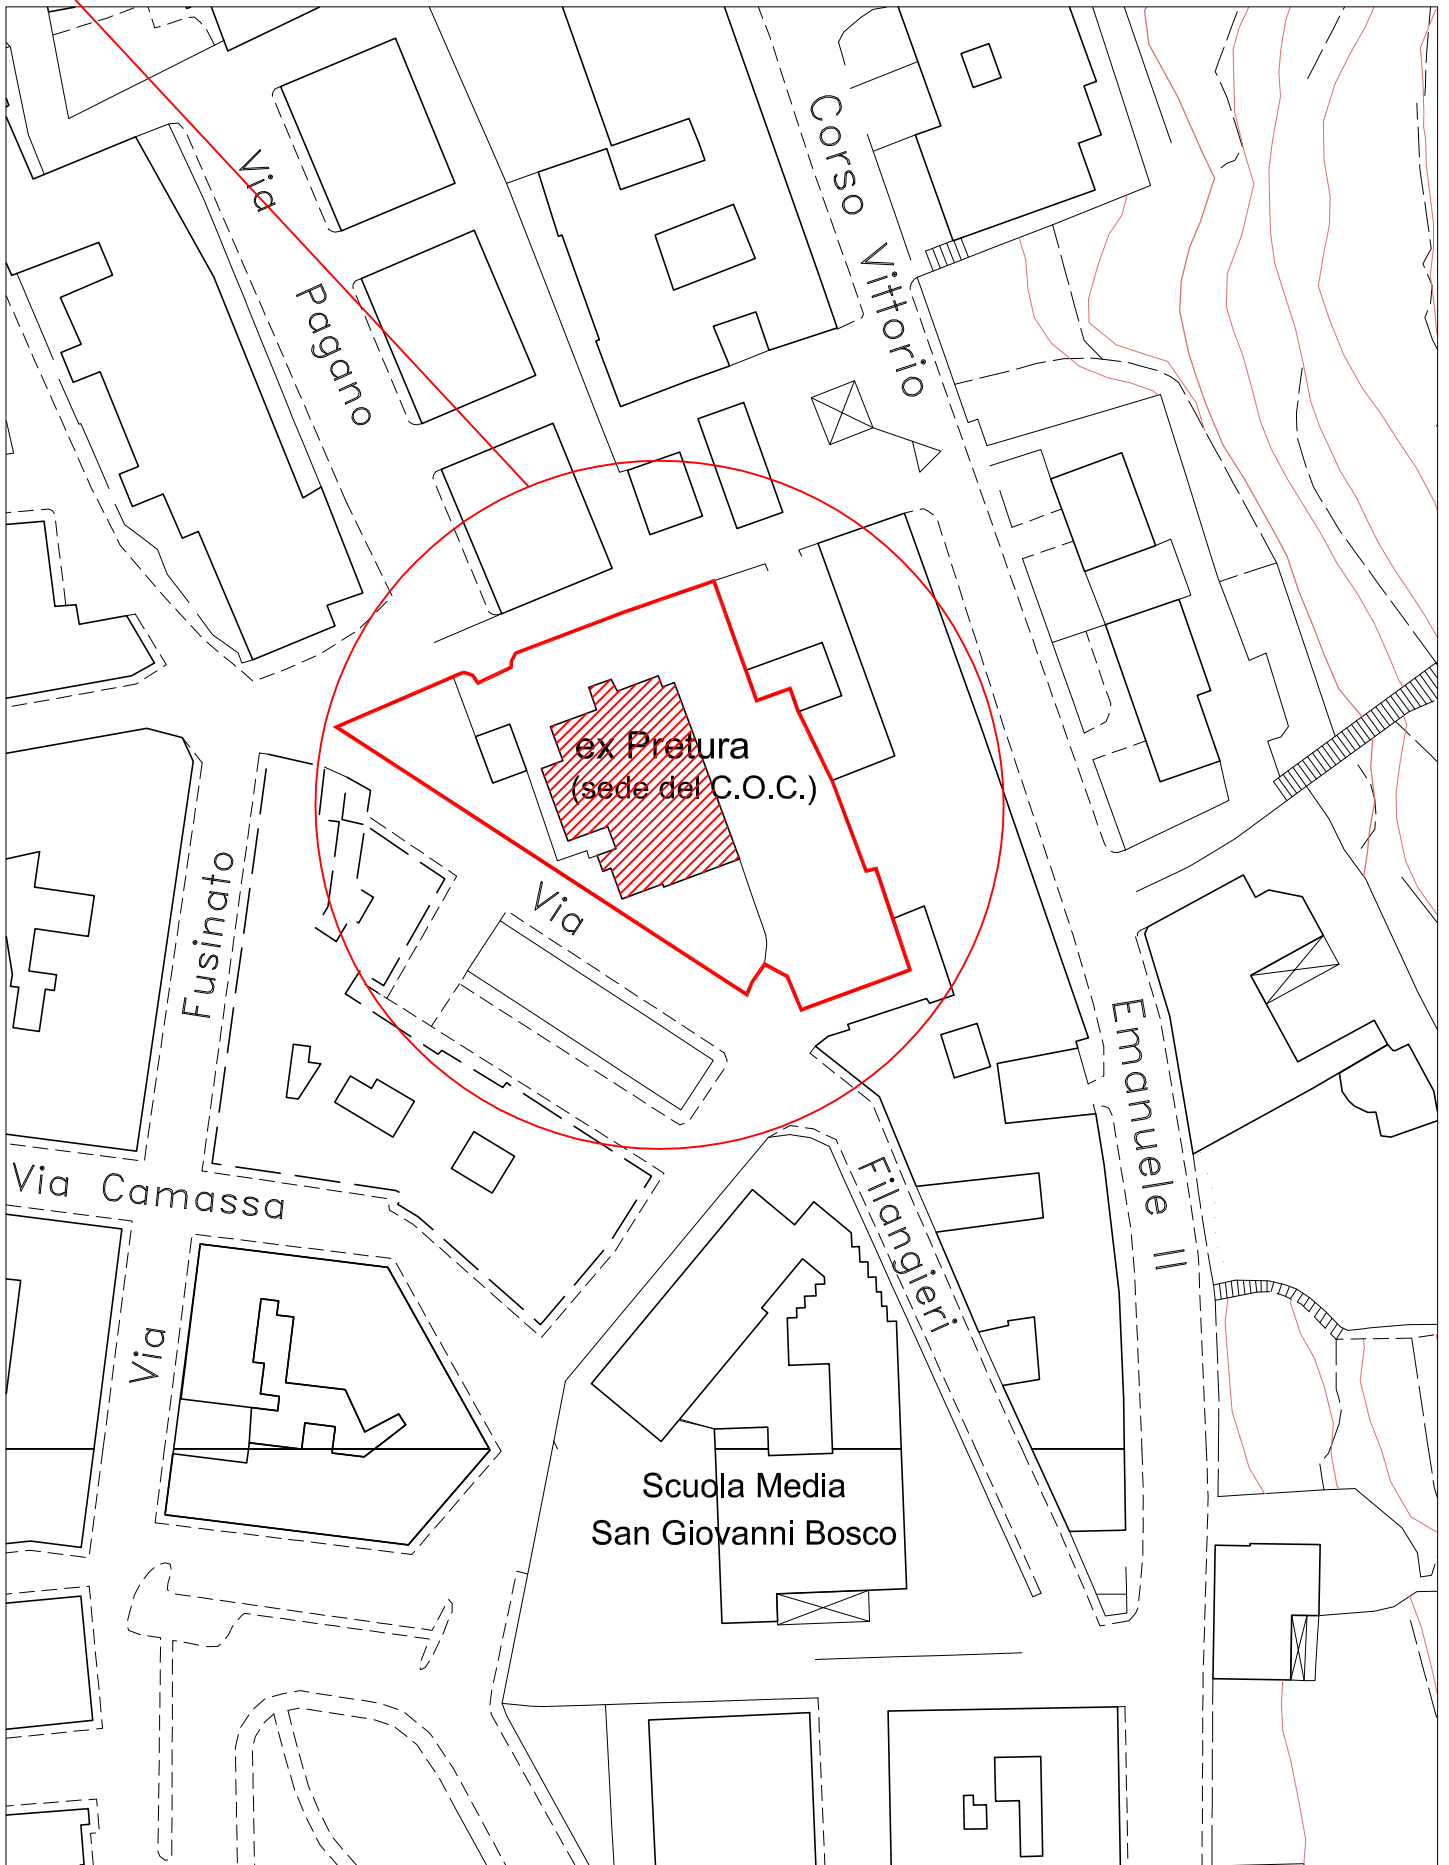 Corso Vittorio
Via
Pagano
ex Pretura
(sede del C.O.C.)
Fusinato
Via
Emanuele II
Via Camassa
Filangieri
Via
Scuola Media
San Giovanni Bosco